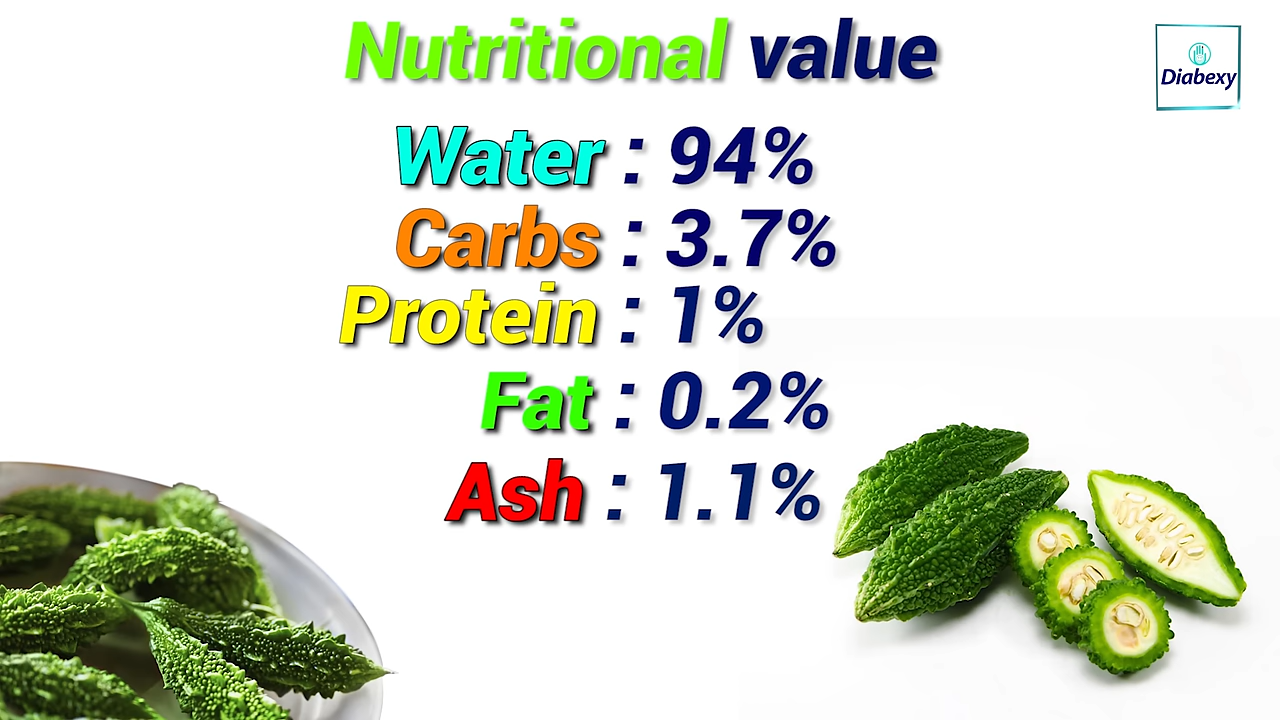 Nutritional value
Diabexy
Water : 94%
Carbs : 3.7%
Protein : 1%
Fat : 0.2%
Ash : 1.1%